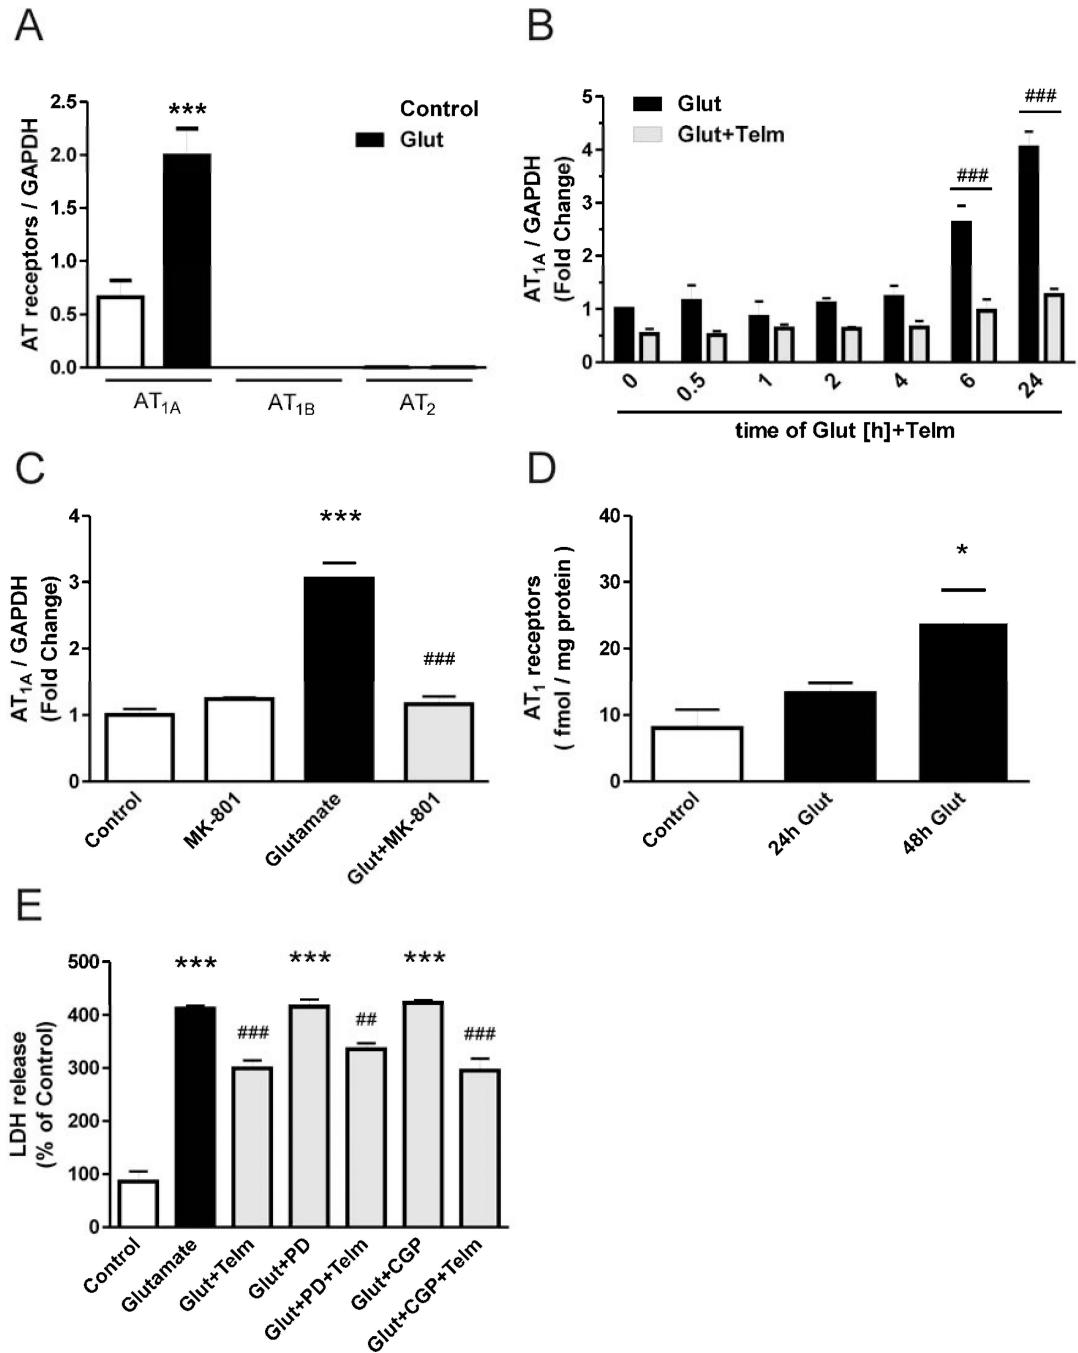 A
AT receptors / GAPDH
2.5
2.0
1.5
1.0
0.5
0.0
***
Control
Glut
AT1A
AT1B
AT2
B
AT1A / GAPDH
(Fold Change)
5
4
3
2
1
0
Glut
Glut+Telm
###
###
0
0.5
1
2
4
6
24
time of Glut [h]+Telm
C
AT1A / GAPDH
(Fold Change)
4
3
2
1
0
***
###
Control
MK-801
Glutamate
Glut+MK-801
D
AT1 receptors
( fmol / mg protein )
40
30
20
10
0
*
Control
24h Glut
48h Glut
E
LDH release
(% of Control)
500
400
300
200
100
0
***
###
***
##
***
###
Control
Glutamate
Glut+Telm
Glut+PD
Glut+PD+Telm
Glut+CGP
Glut+CGP+Telm